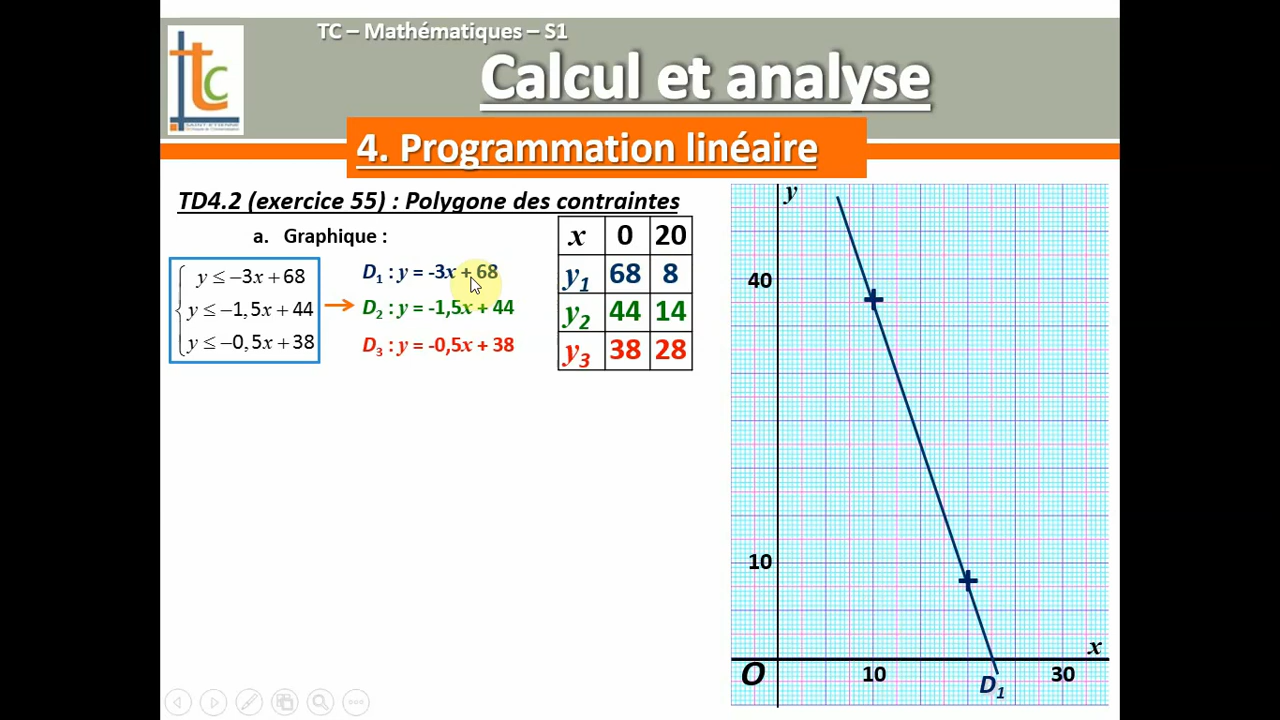 TC – Mathématiques – S1
Calcul et analyse
tc
4. Programmation linéaire
TD4.2 (exercice 55) : Polygone des contraintes
a. Graphique :
y ≤ −3x + 68
y ≤ −1,5x + 44
y ≤ −0,5x + 38
D1 : y = -3x + 68
D2 : y = -1,5x + 44
D3 : y = -0,5x + 38
x 0 20
y1 68 8
y2 44 14
y3 38 28
y
40
10
x
O 10 30
D1